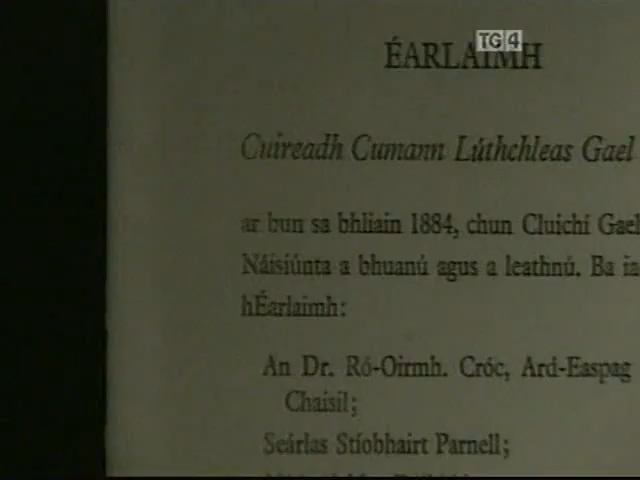 TG4
ÉARLAIMH
Cuireadh Cumann Lúthchleas Gael
ar bun sa bhliain 1884, chun Cluichí Gael
Náisiúnta a bhuanú agus a leathnú. Ba ia
hÉarlaimh:
An Dr. Ró-Oirmh. Cróc, Ard-Easpag
Chaisil;
Seárlas Stíobhairt Parnell;